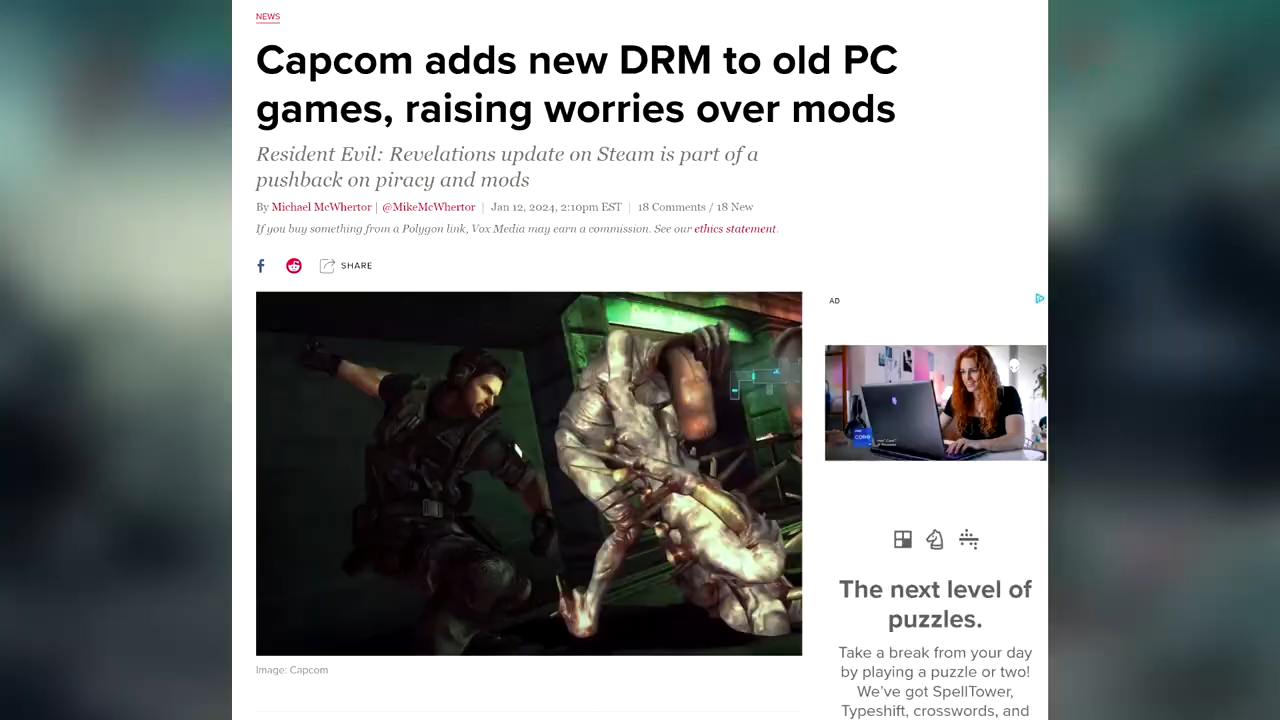 NEWS
Capcom adds new DRM to old PC
games, raising worries over mods
Resident Evil: Revelations update on Steam is part of a
pushback on piracy and mods
By Michael McWhertor | @MikeMcWhertor | Jan 12, 2024, 2:10pm EST | 18 Comments / 18 New
If you buy something from a Polygon link, Vox Media may earn a commission. See our ethics statement.
SHARE
AD
CORE
Image: Capcom
The next level of
puzzles.
Take a break from your day
by playing a puzzle or two!
We've got SpellTower,
Typeshift, crosswords, and